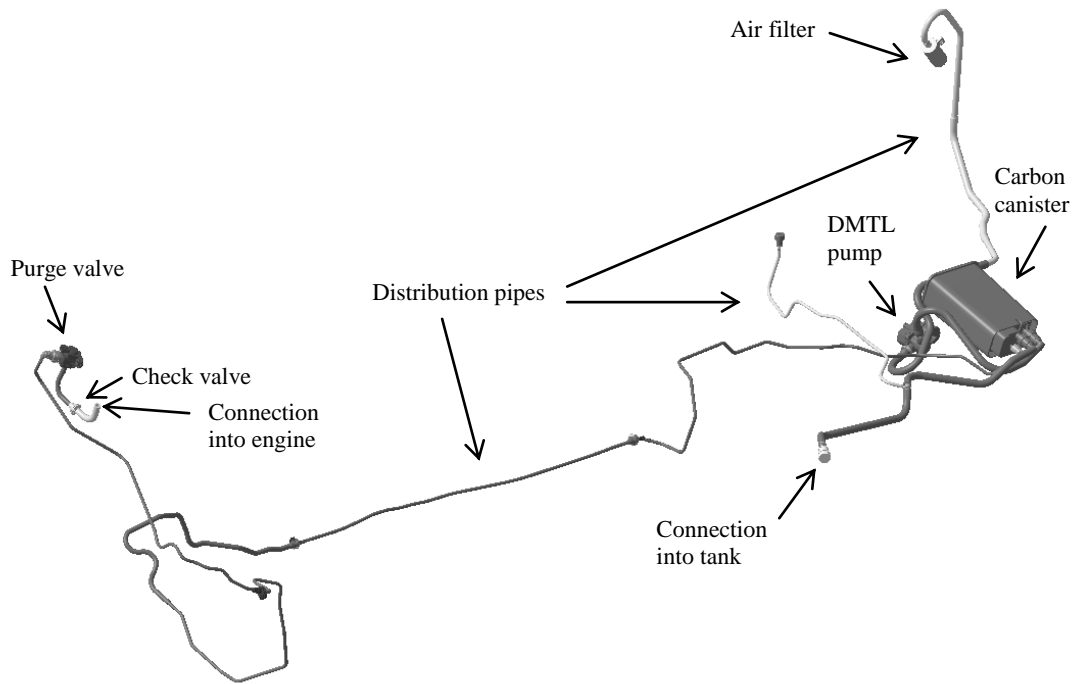 Air filter
Carbon
canister
DMTL
pump
Purge valve
Distribution pipes
Check valve
Connection
into engine
Connection
into tank